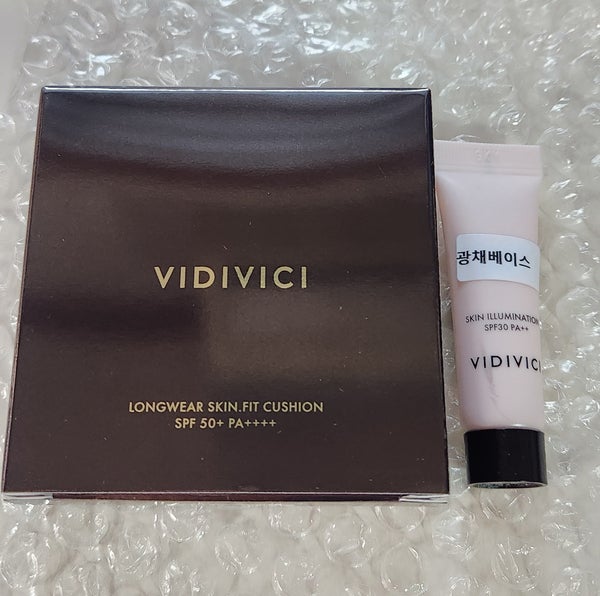 VIDIVICI
LONGWEAR SKIN.FIT CUSHION
SPF 50+ PA++++
광채베이스
SKIN ILLUMINATION
SPF30 PA++
VIDIVICI